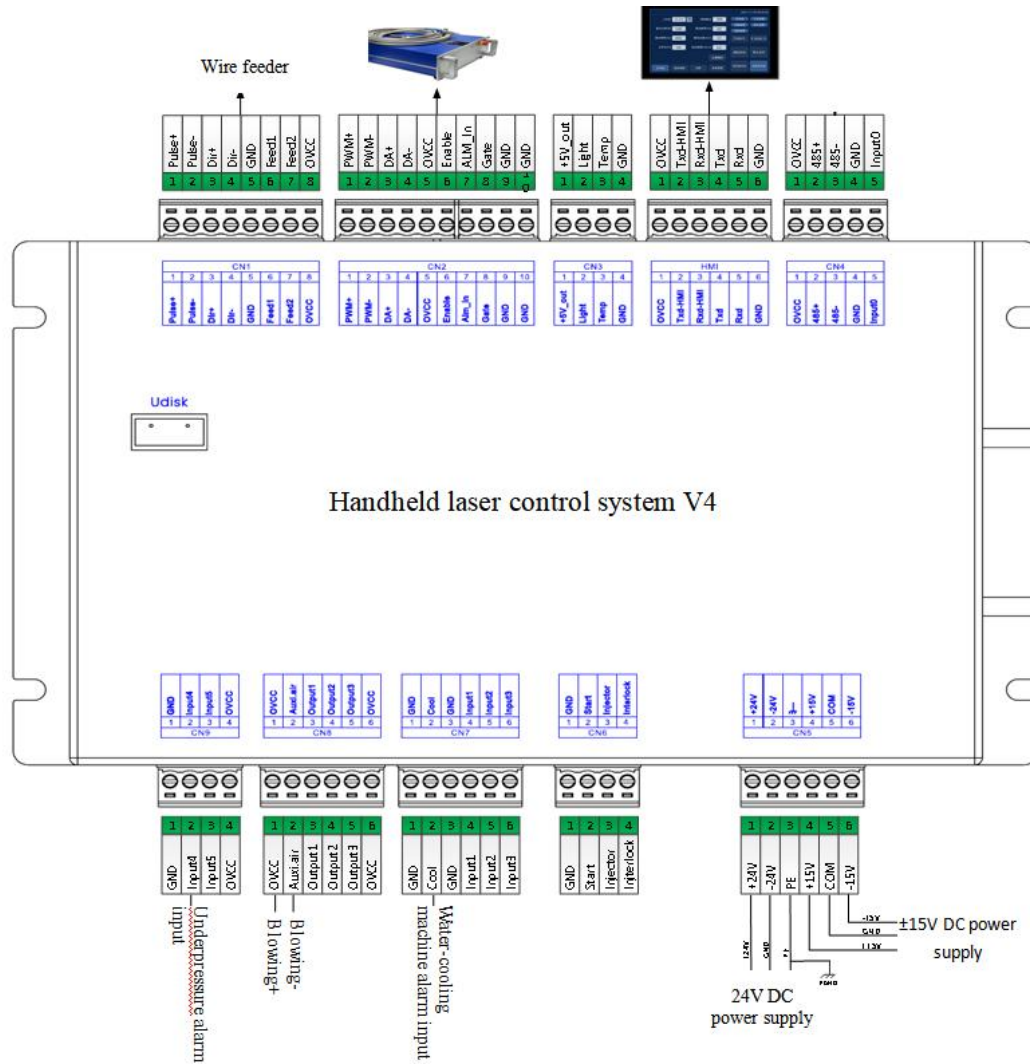 Wire feeder
Pulse+ Pulse- Dir+ Dir- GND Feed1 Feed2 OVCC
1 2 3 4 5 6 7 8
PWM+ PWM- DA+ DA- OVCC Enable ALM_In Gate GND GND
1 2 3 4 5 6 7 8 9 10
+5V_out Light Temp GND
1 2 3 4
OVCC Txd-HMI Rxd-HMI Txd Rxd GND
1 2 3 4 5 6
OVCC 485+ 485- GND Input0
1 2 3 4 5
CN1
1 2 3 4 5 6 7 8
Pulse+ Pulse- Dir+ Dir- GND Feed1 Feed2 OVCC
CN2
1 2 3 4 5 6 7 8 9 10
PWM+ PWM- DA+ DA- OVCC Enable Alm_In Gate GND GND
CN3
1 2 3 4
+5V_out Light Temp GND
HMI
1 2 3 4 5 6
OVCC Txd-HMI Rxd-HMI Txd Rxd GND
CN4
1 2 3 4 5
OVCC 485+ 485- GND Input0
Udisk
Handheld laser control system V4
GND Input4 Input5 OVCC
1 2 3 4
CN9
OVCC Auxi.air Output1 Output2 Output3 OVCC
1 2 3 4 5 6
CN8
GND Cool GND Input1 Input2 Input3
1 2 3 4 5 6
CN7
GND Start Injector Interlock
1 2 3 4
CN6
+24V -24V +15V COM -15V
1 2 3 4 5 6
CN5
1 2 3 4
GND Input4 Input5 OVCC
1 2 3 4 5 6
OVCC Auxi.air Output1 Output2 Output3 OVCC
1 2 3 4 5 6
GND Cool GND Input1 Input2 Input3
1 2 3 4
GND Start Injector Interlock
1 2 3 4 5 6
+24V -24V PE +15V COM -15V
Underpressure alarm
input
Blowing+
Blowing-
Water-cooling
machine alarm input
GND
PE
24V DC
power supply
-15V
GND
±15V DC power
supply